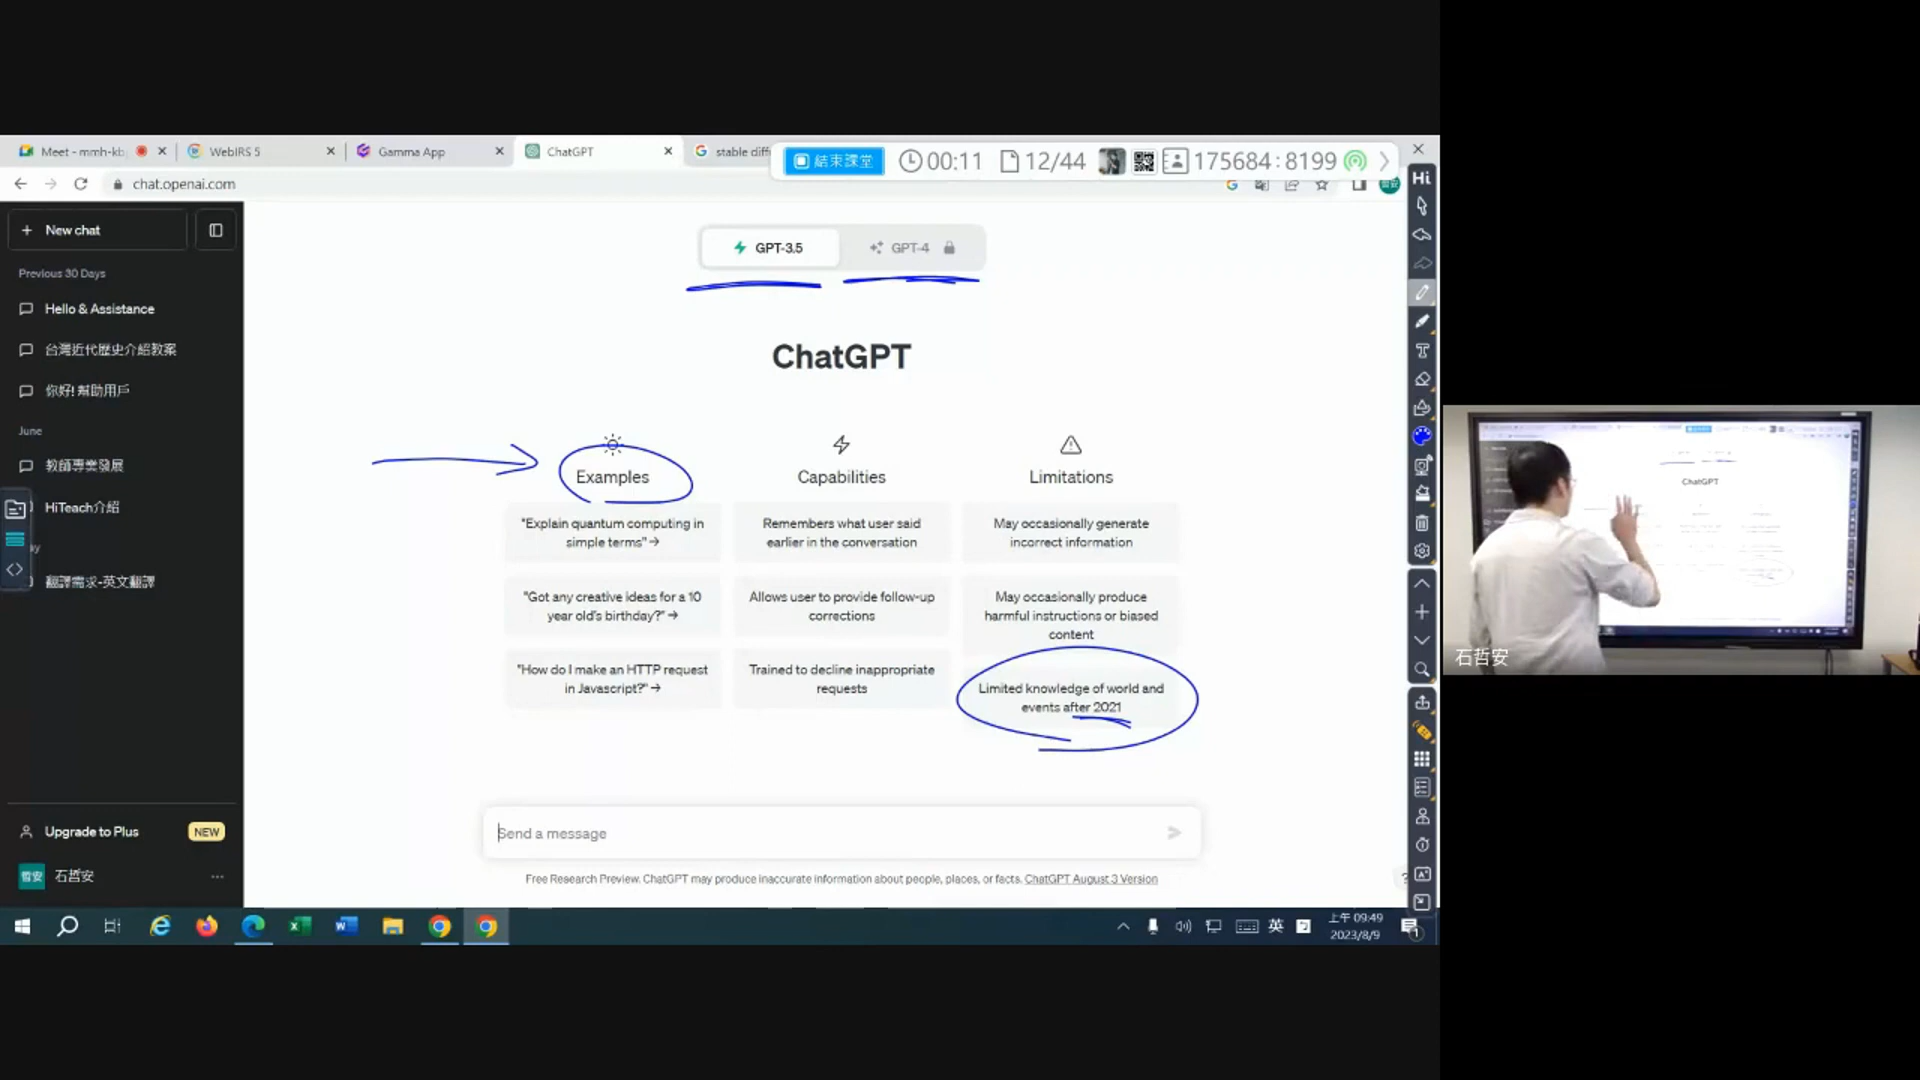 Meet - mmh-kb
WebIRS 5
Gamma App
ChatGPT
stable diff
結束課堂
00:11
12/44
175684:8199
chat.openai.com
Hi
New chat
Previous 30 Days
Hello & Assistance
台灣近代歷史介紹教案
你好! 幫助用戶
June
教師專業發展
HiTeach介紹
ay
翻譯需求-英文翻譯
Upgrade to Plus
NEW
哲安
石哲安
GPT-3.5
GPT-4
ChatGPT
Examples
"Explain quantum computing in
simple terms" →
"Got any creative ideas for a 10
year old's birthday?" →
"How do I make an HTTP request
in Javascript?" →
Capabilities
Remembers what user said
earlier in the conversation
Allows user to provide follow-up
corrections
Trained to decline inappropriate
requests
Limitations
May occasionally generate
incorrect information
May occasionally produce
harmful instructions or biased
content
Limited knowledge of world and
events after 2021
Send a message
Free Research Preview. ChatGPT may produce inaccurate information about people, places, or facts. ChatGPT August 3 Version
英
上午 09:49
2023/8/9
1
ChatGPT
石哲安